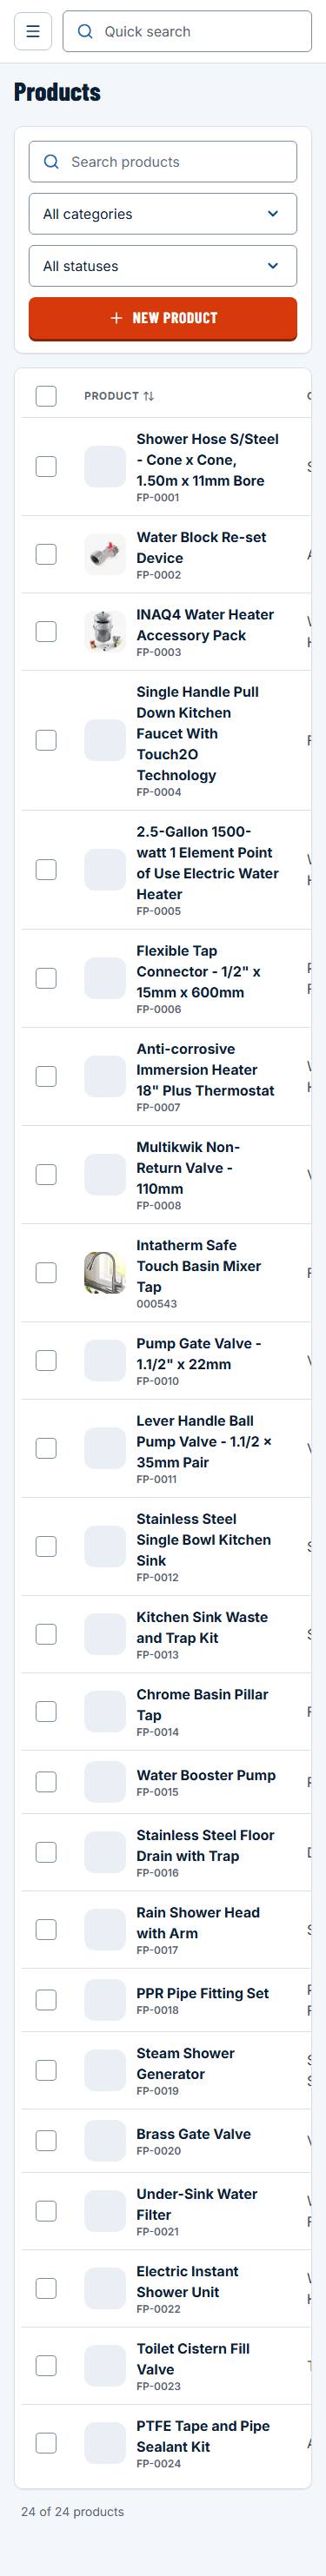 Quick search
Products
Search products
All categories
All statuses
NEW PRODUCT
PRODUCT
Shower Hose S/Steel
- Cone x Cone,
1.50m x 11mm Bore
FP-0001
Water Block Re-set
Device
FP-0002
INAQ4 Water Heater
Accessory Pack
FP-0003
Single Handle Pull
Down Kitchen
Faucet With
Touch2O
Technology
FP-0004
2.5-Gallon 1500-
watt 1 Element Point
of Use Electric Water
Heater
FP-0005
Flexible Tap
Connector - 1/2" x
15mm x 600mm
FP-0006
Anti-corrosive
Immersion Heater
18" Plus Thermostat
FP-0007
Multikwik Non-
Return Valve -
110mm
FP-0008
Intatherm Safe
Touch Basin Mixer
Tap
000543
Pump Gate Valve -
1.1/2" x 22mm
FP-0010
Lever Handle Ball
Pump Valve - 1.1/2 ×
35mm Pair
FP-0011
Stainless Steel
Single Bowl Kitchen
Sink
FP-0012
Kitchen Sink Waste
and Trap Kit
FP-0013
Chrome Basin Pillar
Tap
FP-0014
Water Booster Pump
FP-0015
Stainless Steel Floor
Drain with Trap
FP-0016
Rain Shower Head
with Arm
FP-0017
PPR Pipe Fitting Set
FP-0018
Steam Shower
Generator
FP-0019
Brass Gate Valve
FP-0020
Under-Sink Water
Filter
FP-0021
Electric Instant
Shower Unit
FP-0022
Toilet Cistern Fill
Valve
FP-0023
PTFE Tape and Pipe
Sealant Kit
FP-0024
24 of 24 products